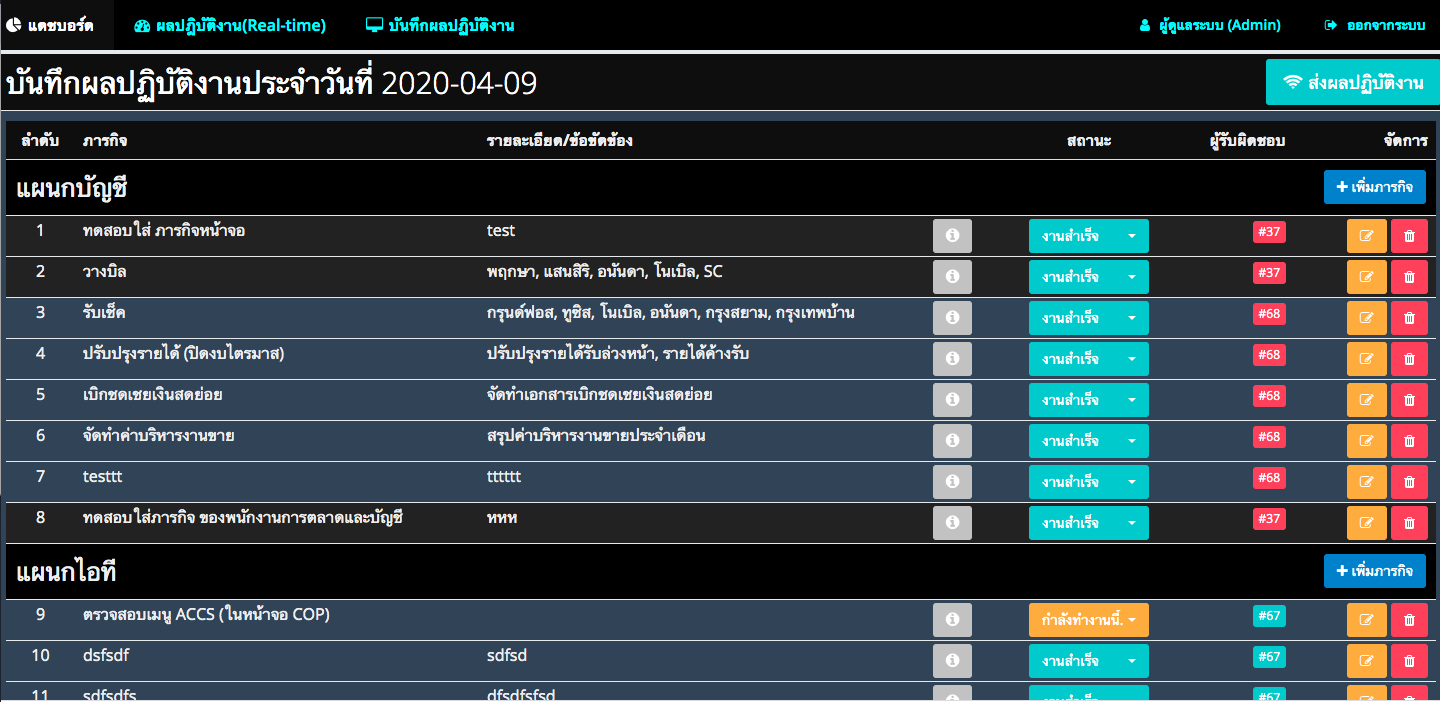 แดชบอร์ด ผลปฏิบัติงาน(Real-time) บันทึกผลปฏิบัติงาน ผู้ดูแลระบบ (Admin) ออกจากระบบ
บันทึกผลปฏิบัติงานประจำวันที่ 2020-04-09 ส่งผลปฏิบัติงาน
ลำดับ ภารกิจ รายละเอียด/ข้อขัดข้อง สถานะ ผู้รับผิดชอบ จัดการ
แผนกบัญชี เพิ่มภารกิจ
1 ทดสอบใส่ ภารกิจหน้าจอ test งานสำเร็จ #37
2 วางบิล พฤกษา, แสนสิริ, อนันดา, โนเบิล, SC งานสำเร็จ #37
3 รับเช็ค กรุนด์ฟอส, ทูซิส, โนเบิล, อนันดา, กรุงสยาม, กรุงเทพบ้าน งานสำเร็จ #68
4 ปรับปรุงรายได้ (ปิดงบไตรมาส) ปรับปรุงรายได้รับล่วงหน้า, รายได้ค้างรับ งานสำเร็จ #68
5 เบิกชดเชยเงินสดย่อย จัดทำเอกสารเบิกชดเชยเงินสดย่อย งานสำเร็จ #68
6 จัดทำค่าบริหารงานขาย สรุปค่าบริหารงานขายประจำเดือน งานสำเร็จ #68
7 testtt tttttt งานสำเร็จ #68
8 ทดสอบใส่ภารกิจ ของพนักงานการตลาดและบัญชี หหห งานสำเร็จ #37
แผนกไอที เพิ่มภารกิจ
9 ตรวจสอบเมนู ACCS (ในหน้าจอ COP) กำลังทำงานนี้. #67
10 dsfsdf sdfsd งานสำเร็จ #67
11 sdfsdfs dfsdfsfsd งานสำเร็จ #67